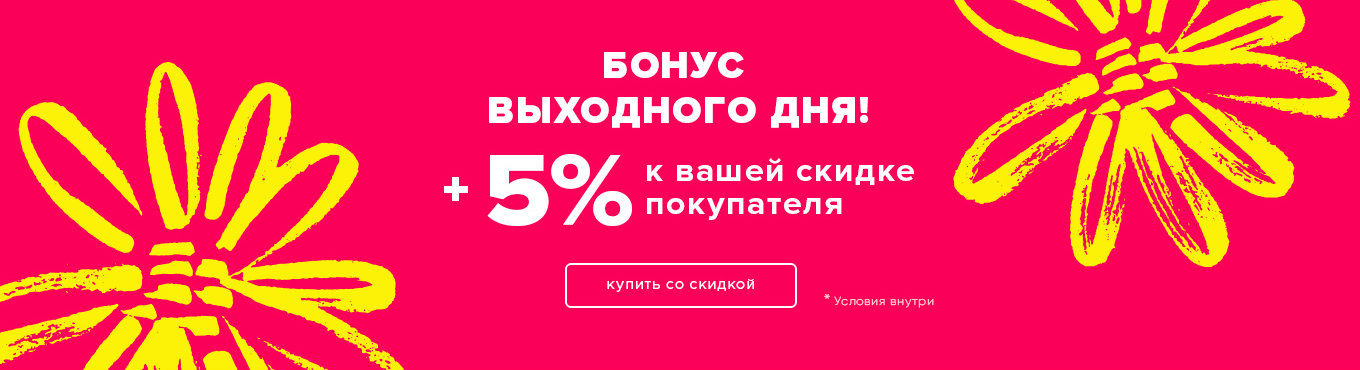 БОНУС
ВЫХОДНОГО ДНЯ!
+ 5% к вашей скидке
покупателя
купить со скидкой
* Условия внутри